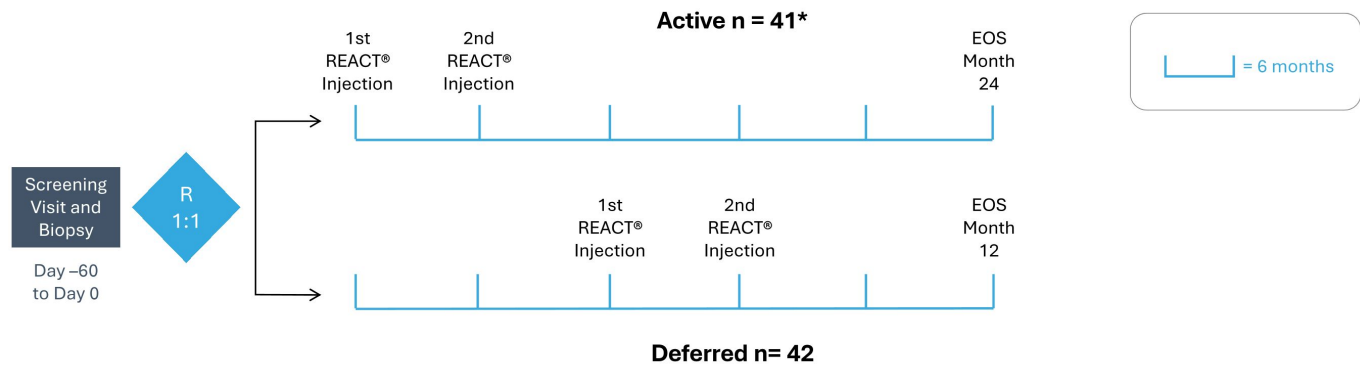 Active n = 41*
1st
REACT®
Injection
2nd
REACT®
Injection
EOS
Month
24
= 6 months
Screening
Visit and
Biopsy
R
1:1
Day –60
to Day 0
1st
REACT®
Injection
2nd
REACT®
Injection
EOS
Month
12
Deferred n= 42